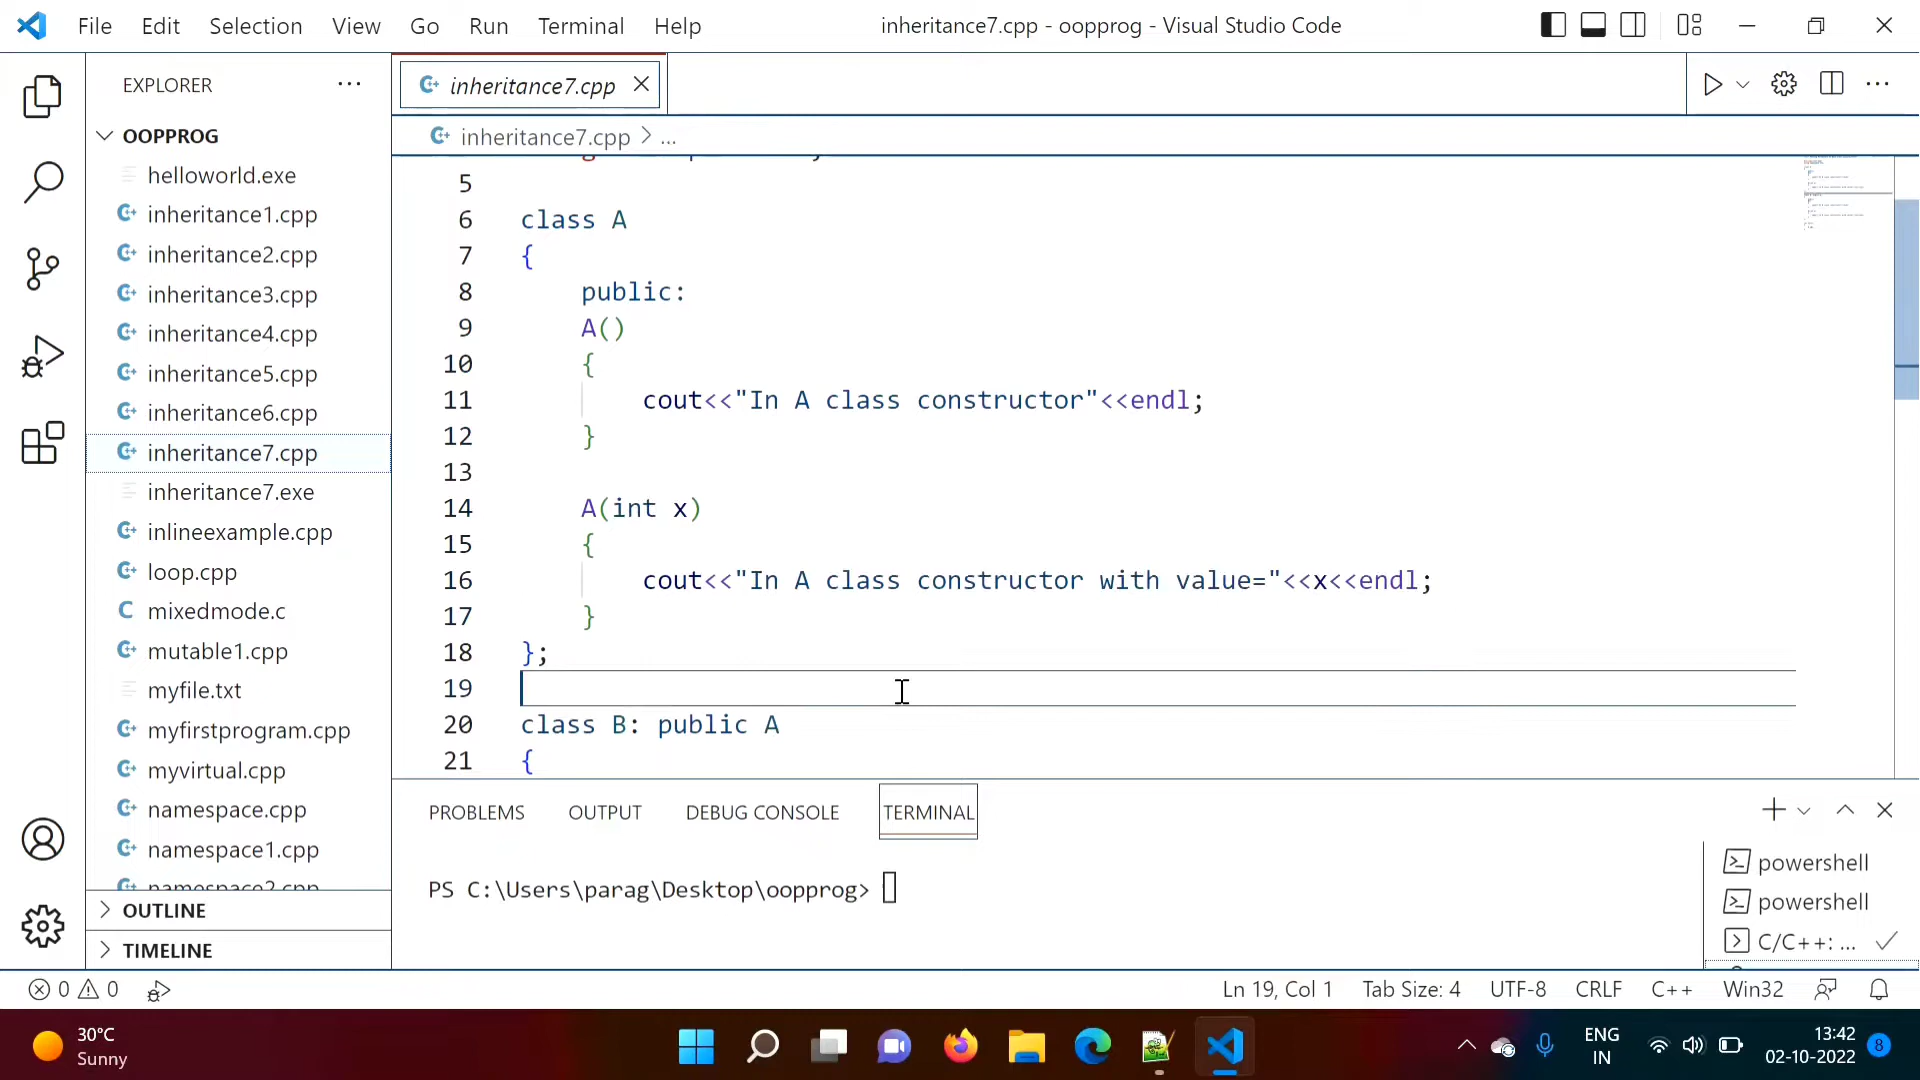 File Edit Selection View Go Run Terminal Help
inheritance7.cpp - oopprog - Visual Studio Code
EXPLORER
OOPPROG
helloworld.exe
inheritance1.cpp
inheritance2.cpp
inheritance3.cpp
inheritance4.cpp
inheritance5.cpp
inheritance6.cpp
inheritance7.cpp
inheritance7.exe
inlineexample.cpp
loop.cpp
mixedmode.c
mutable1.cpp
myfile.txt
myfirstprogram.cpp
myvirtual.cpp
namespace.cpp
namespace1.cpp
namespace2.cpp
OUTLINE
TIMELINE
inheritance7.cpp
inheritance7.cpp > ...
5
6 class A
7 {
8 public:
9 A()
10 {
11 cout<<"In A class constructor"<<endl;
12 }
13
14 A(int x)
15 {
16 cout<<"In A class constructor with value="<<x<<endl;
17 }
18 };
19
20 class B: public A
21 {
PROBLEMS OUTPUT DEBUG CONSOLE TERMINAL
PS C:\Users\parag\Desktop\oopprog>
powershell
powershell
C/C++: ...
0 0
Ln 19, Col 1 Tab Size: 4 UTF-8 CRLF C++ Win32
30°C
Sunny
ENG
IN
13:42
02-10-2022
8